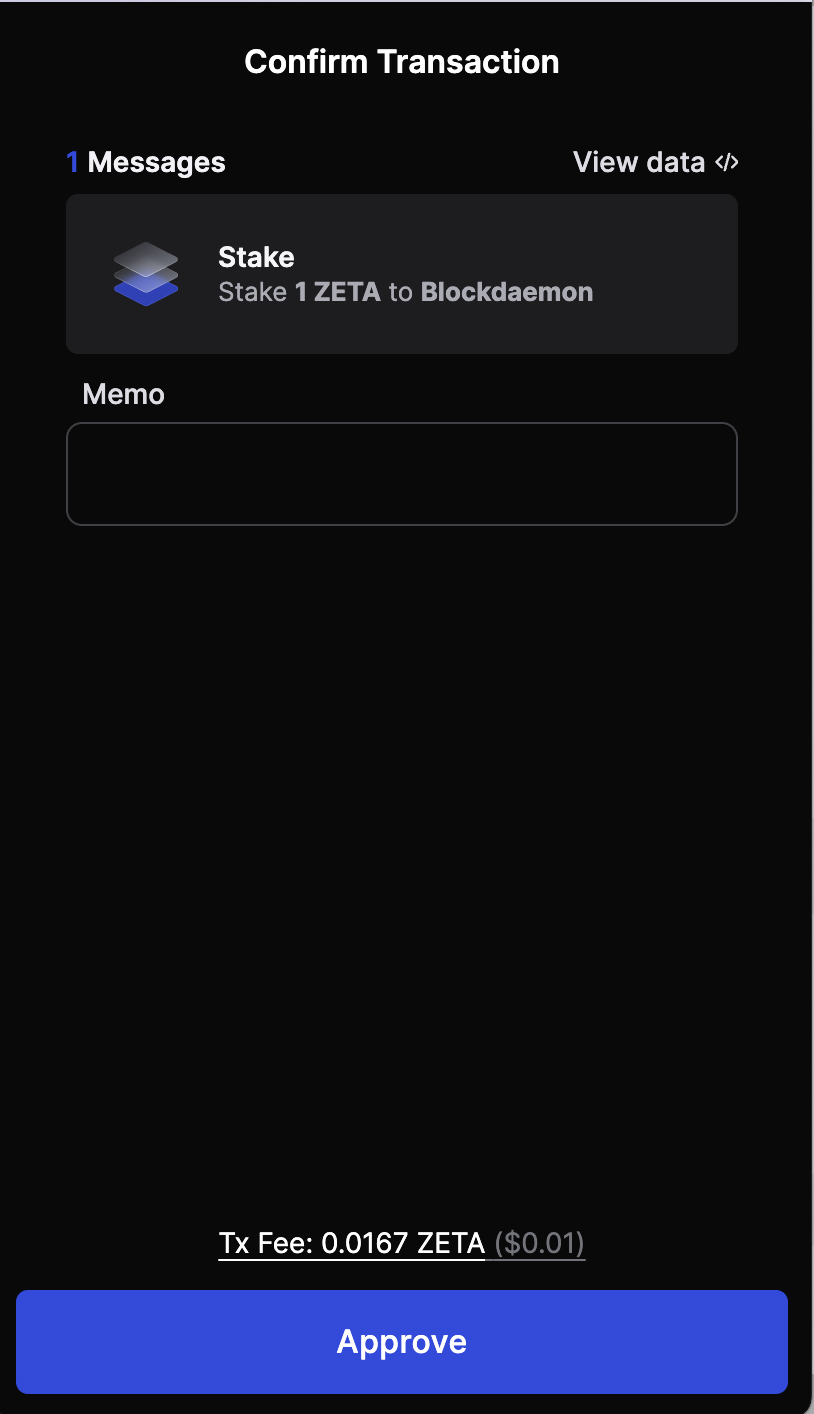 Confirm Transaction
1 Messages
View data </>
Stake
Stake 1 ZETA to Blockdaemon
Memo
Tx Fee: 0.0167 ZETA ($0.01)
Approve